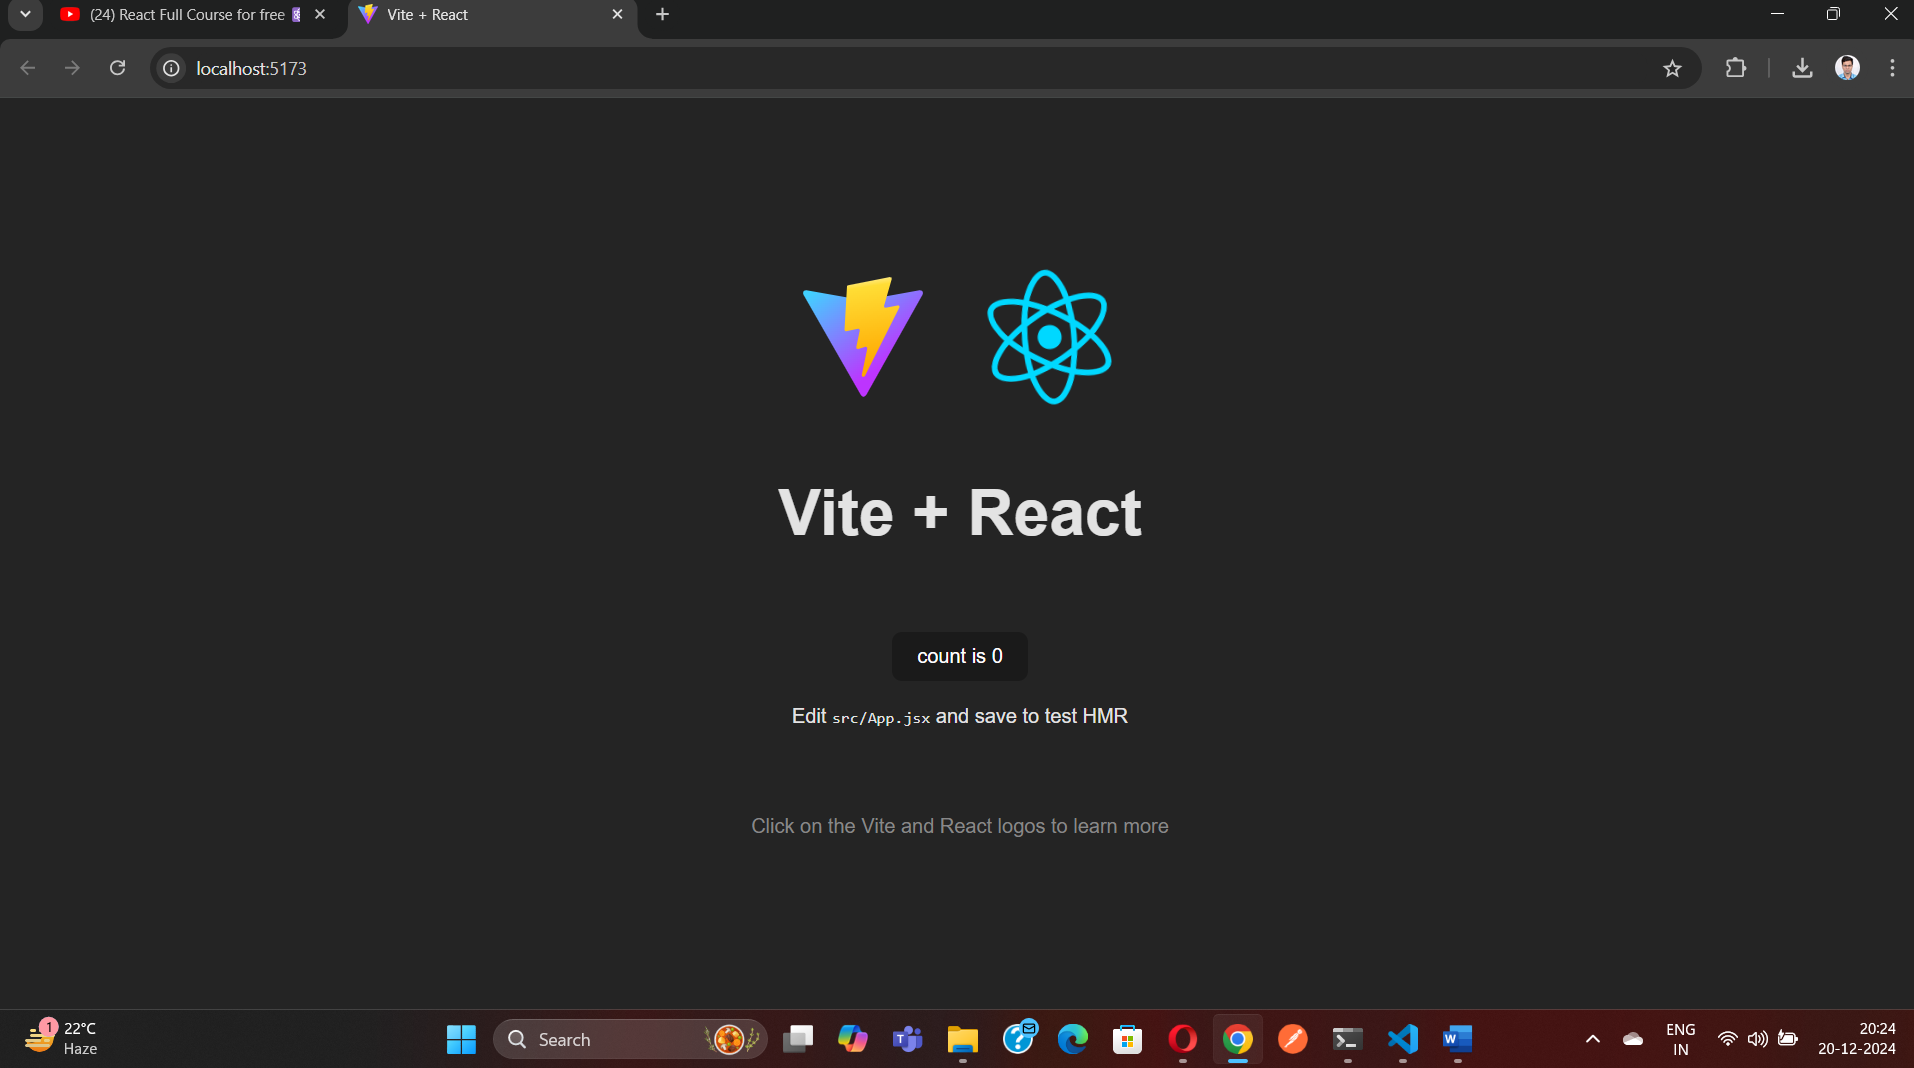 (24) React Full Course for free
Vite + React
localhost:5173
Vite + React
count is 0
Edit src/App.jsx and save to test HMR
Click on the Vite and React logos to learn more
1
22°C
Haze
Search
T
?
W
ENG
IN
20:24
20-12-2024